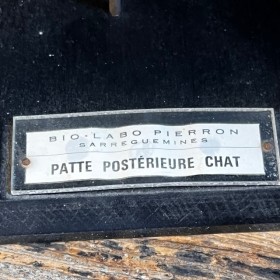 BIO-LABO PIERRON
SARREGUEMINES
PATTE POSTÉRIEURE CHAT